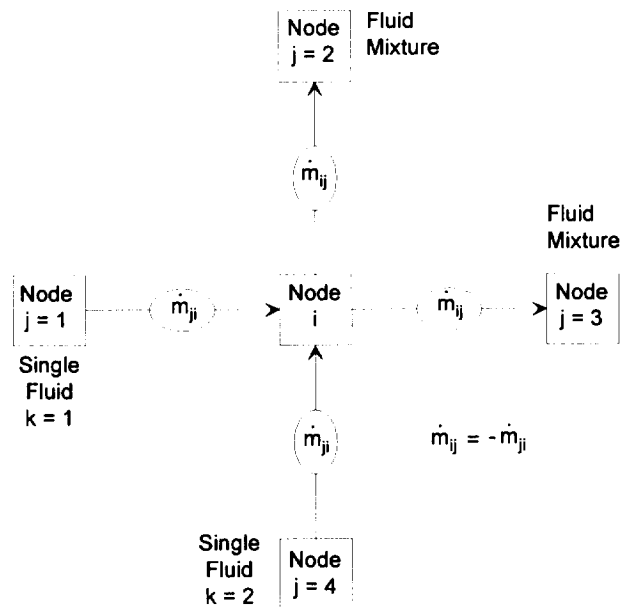 Node
j = 2
Fluid
Mixture
ṁij
Fluid
Mixture
Node
j = 1
ṁji
Node
i
ṁij
Node
j = 3
Single
Fluid
k = 1
ṁji
ṁij = -ṁji
Single
Fluid
k = 2
Node
j = 4